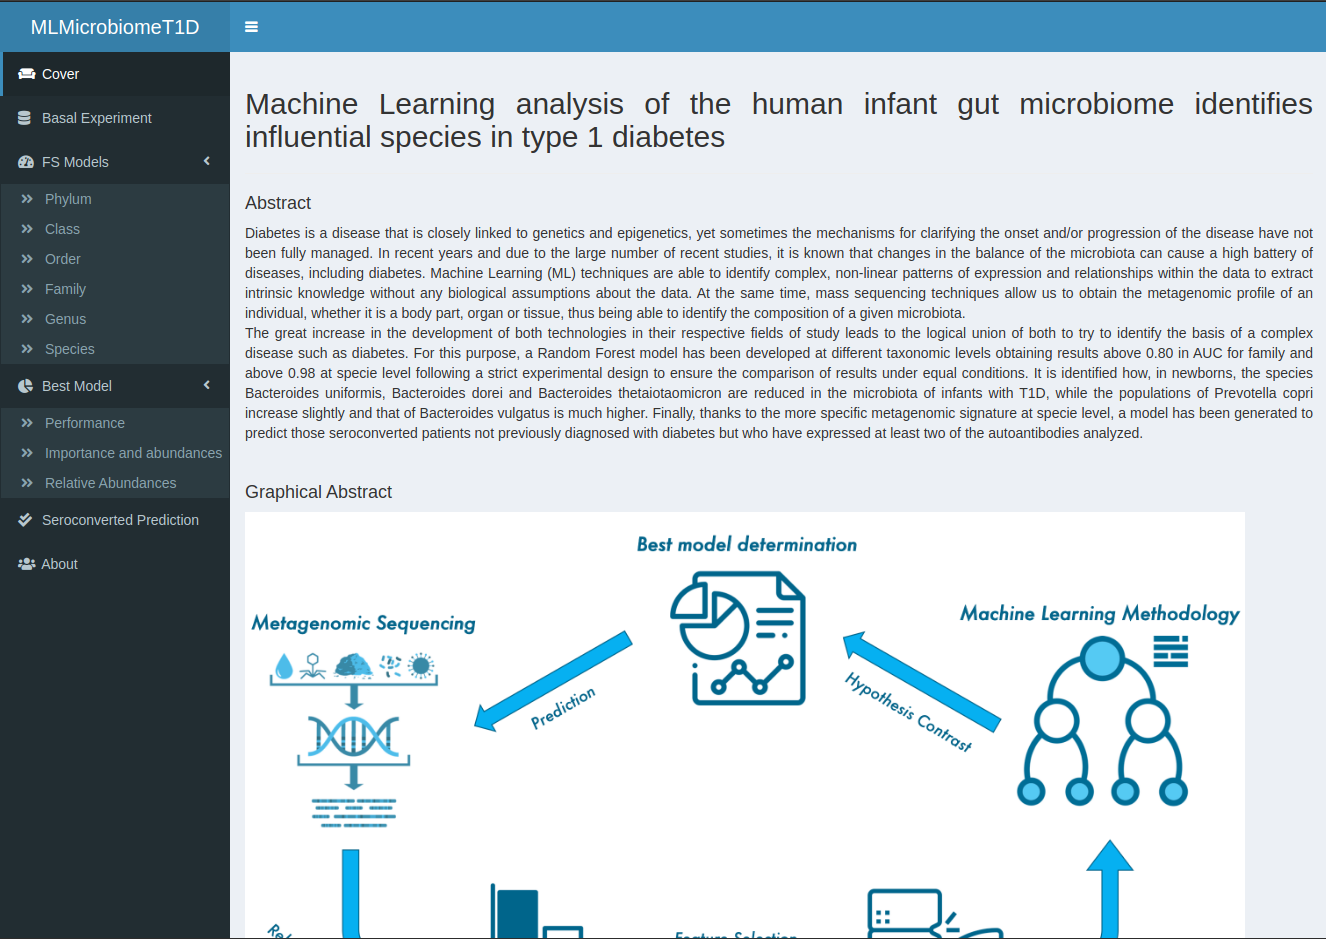 MLMicrobiomeT1D
Cover
Basal Experiment
FS Models
Phylum
Class
Order
Family
Genus
Species
Best Model
Performance
Importance and abundances
Relative Abundances
Seroconverted Prediction
About
Machine Learning analysis of the human infant gut microbiome identifies
influential species in type 1 diabetes
Abstract
Diabetes is a disease that is closely linked to genetics and epigenetics, yet sometimes the mechanisms for clarifying the onset and/or progression of the disease have not
been fully managed. In recent years and due to the large number of recent studies, it is known that changes in the balance of the microbiota can cause a high battery of
diseases, including diabetes. Machine Learning (ML) techniques are able to identify complex, non-linear patterns of expression and relationships within the data to extract
intrinsic knowledge without any biological assumptions about the data. At the same time, mass sequencing techniques allow us to obtain the metagenomic profile of an
individual, whether it is a body part, organ or tissue, thus being able to identify the composition of a given microbiota.
The great increase in the development of both technologies in their respective fields of study leads to the logical union of both to try to identify the basis of a complex
disease such as diabetes. For this purpose, a Random Forest model has been developed at different taxonomic levels obtaining results above 0.80 in AUC for family and
above 0.98 at specie level following a strict experimental design to ensure the comparison of results under equal conditions. It is identified how, in newborns, the species
Bacteroides uniformis, Bacteroides dorei and Bacteroides thetaiotaomicron are reduced in the microbiota of infants with T1D, while the populations of Prevotella copri
increase slightly and that of Bacteroides vulgatus is much higher. Finally, thanks to the more specific metagenomic signature at specie level, a model has been generated to
predict those seroconverted patients not previously diagnosed with diabetes but who have expressed at least two of the autoantibodies analyzed.
Graphical Abstract
Best model determination
Metagenomic Sequencing
Machine Learning Methodology
Prediction
Hypothesis Contrast
Feature Selection